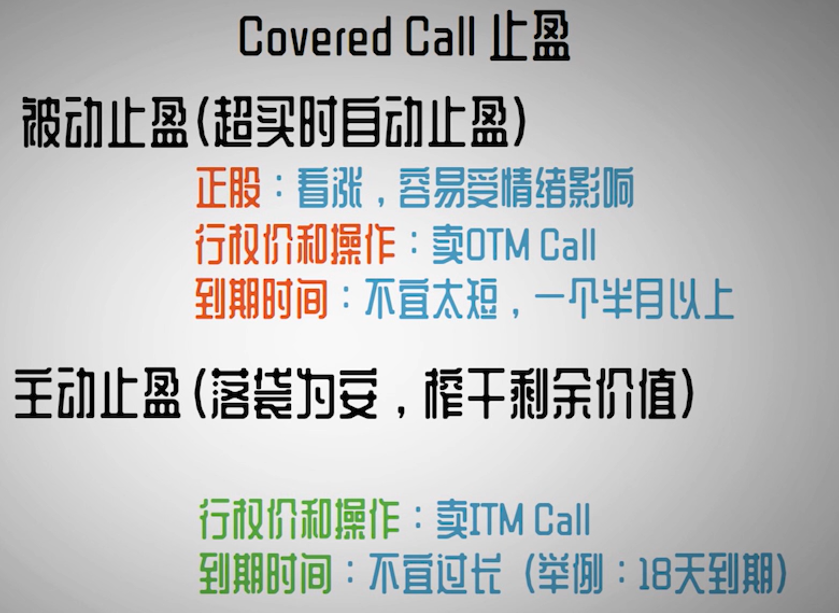 Covered Call 止盈
被动止盈(超买时自动止盈)
正股：看涨，容易受情绪影响
行权价和操作：卖OTM Call
到期时间：不宜太短，一个半月以上
主动止盈(落袋为安，榨干剩余价值)
行权价和操作：卖ITM Call
到期时间：不宜过长（举例：18天到期）